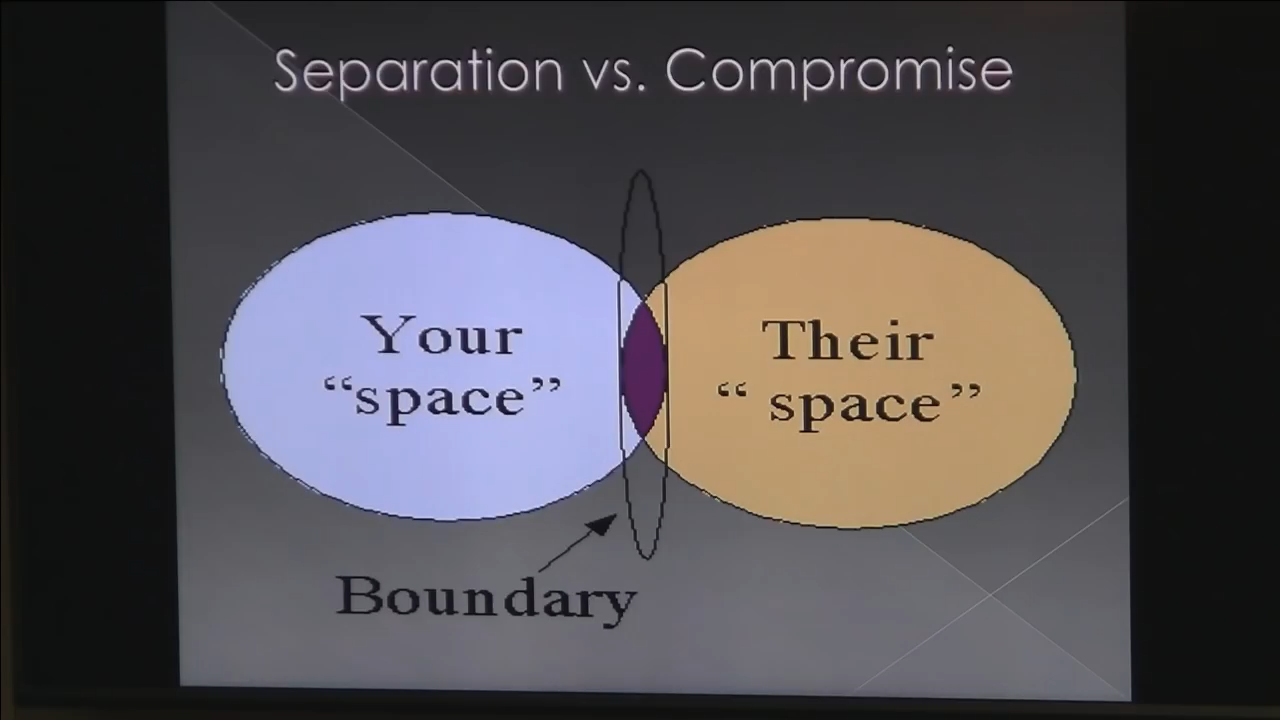 Separation vs. Compromise
Your
“space”
Their
“ space”
Boundary